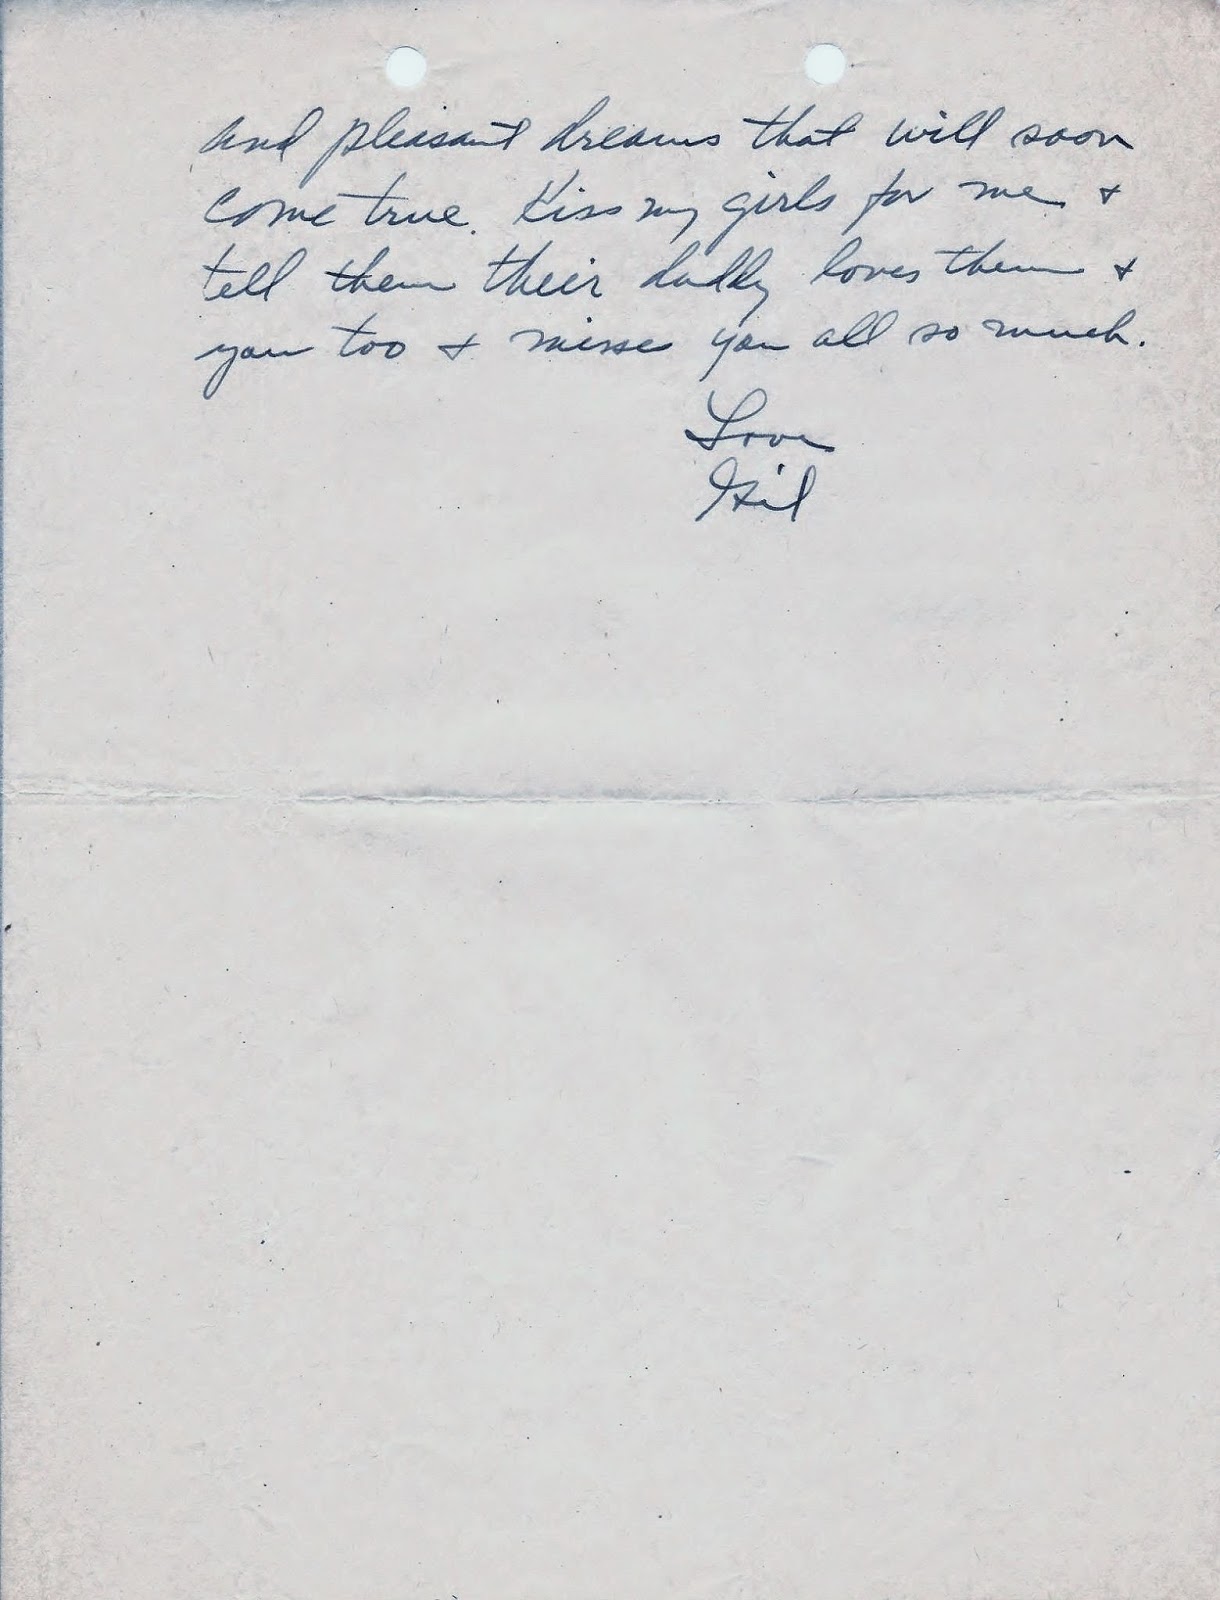 and pleasant dreams that will soon
come true. Kiss my girls for me &
tell them their daddy loves them &
you too & misses you all so much.
Love
Gil